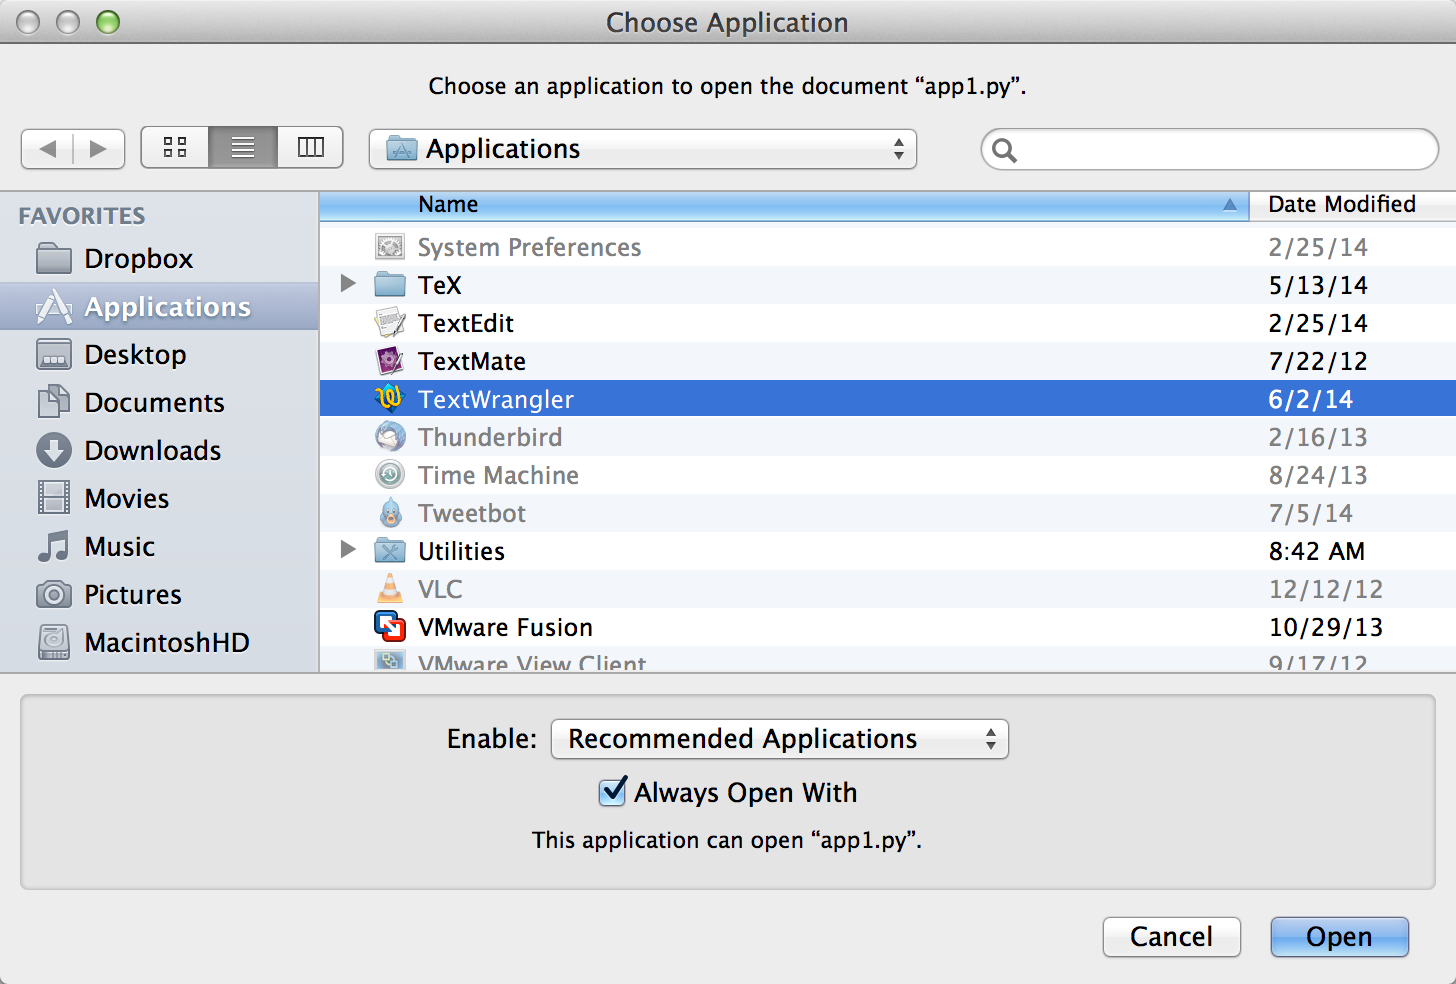 Choose Application
Choose an application to open the document “app1.py”.
Applications
FAVORITES
Dropbox
Applications
Desktop
Documents
Downloads
Movies
Music
Pictures
MacintoshHD
Name Date Modified
System Preferences 2/25/14
TeX 5/13/14
TextEdit 2/25/14
TextMate 7/22/12
TextWrangler 6/2/14
Thunderbird 2/16/13
Time Machine 8/24/13
Tweetbot 7/5/14
Utilities 8:42 AM
VLC 12/12/12
VMware Fusion 10/29/13
VMware View Client 9/17/12
Enable: Recommended Applications
Always Open With
This application can open “app1.py”.
Cancel Open